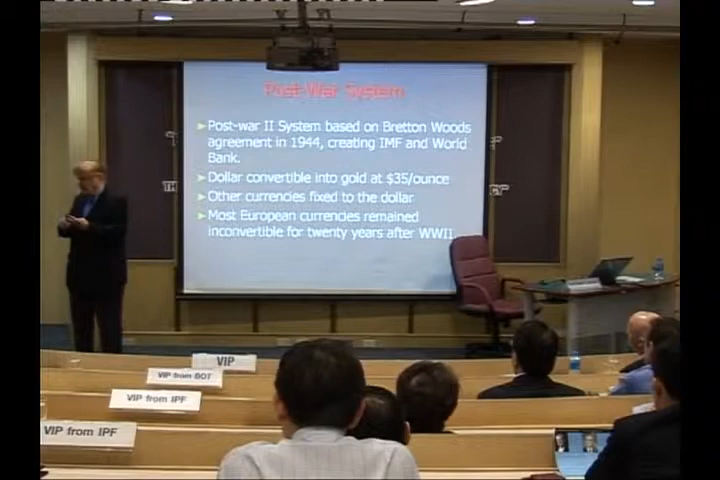 Post-War System
➢Post-war II System based on Bretton Woods
agreement in 1944, creating IMF and World
Bank.
➢Dollar convertible into gold at $35/ounce
➢Other currencies fixed to the dollar
➢Most European currencies remained
inconvertible for twenty years after WWII.
TH
CY
VIP
VIP from BOT
VIP from IPF
VIP from IPF